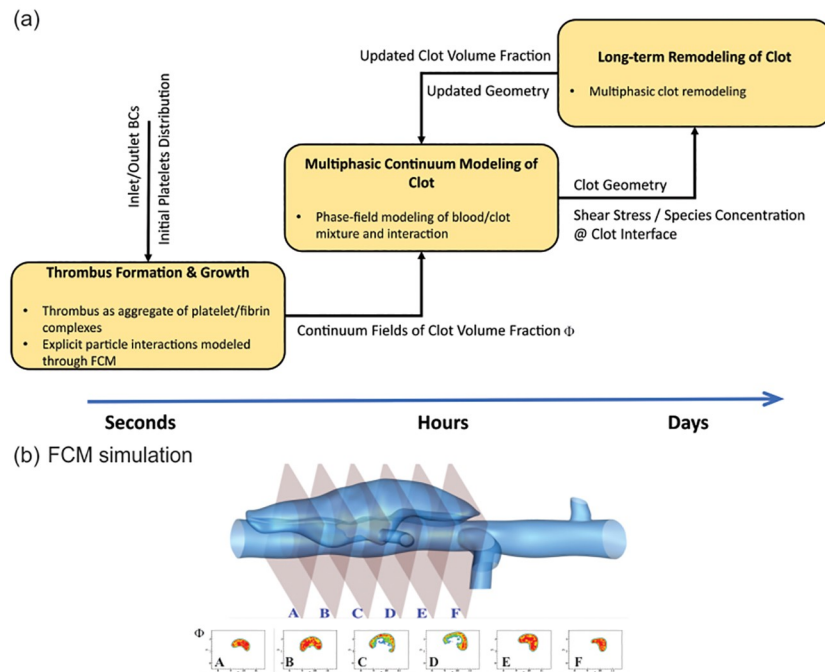 (a)
Updated Clot Volume Fraction
Updated Geometry
Long-term Remodeling of Clot
• Multiphasic clot remodeling
Inlet/Outlet BCs
Initial Platelets Distribution
Multiphasic Continuum Modeling of
Clot
• Phase-field modeling of blood/clot
mixture and interaction
Clot Geometry
Shear Stress / Species Concentration
@ Clot Interface
Thrombus Formation & Growth
• Thrombus as aggregate of platelet/fibrin
complexes
• Explicit particle interactions modeled
through FCM
Continuum Fields of Clot Volume Fraction Φ
Seconds Hours Days
(b) FCM simulation
A B C D E F
Φ
A B C D E F